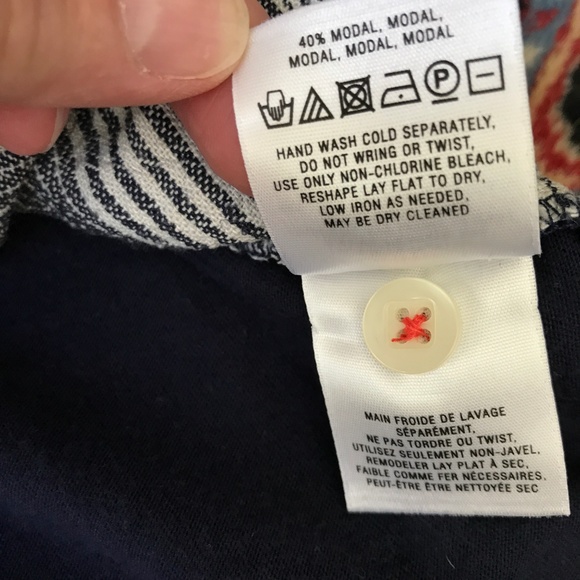 40% MODAL, MODAL,
MODAL, MODAL, MODAL
P
HAND WASH COLD SEPARATELY,
DO NOT WRING OR TWIST,
USE ONLY NON-CHLORINE BLEACH,
RESHAPE LAY FLAT TO DRY,
LOW IRON AS NEEDED,
MAY BE DRY CLEANED
MAIN FROIDE DE LAVAGE
SÉPARÉMENT,
NE PAS TORDRE OU TWIST,
UTILISEZ SEULEMENT NON-JAVEL,
REMODELER LAY PLAT À SEC,
FAIBLE COMME FER NÉCESSAIRES,
PEUT-ÊTRE ÊTRE NETTOYÉE SEC